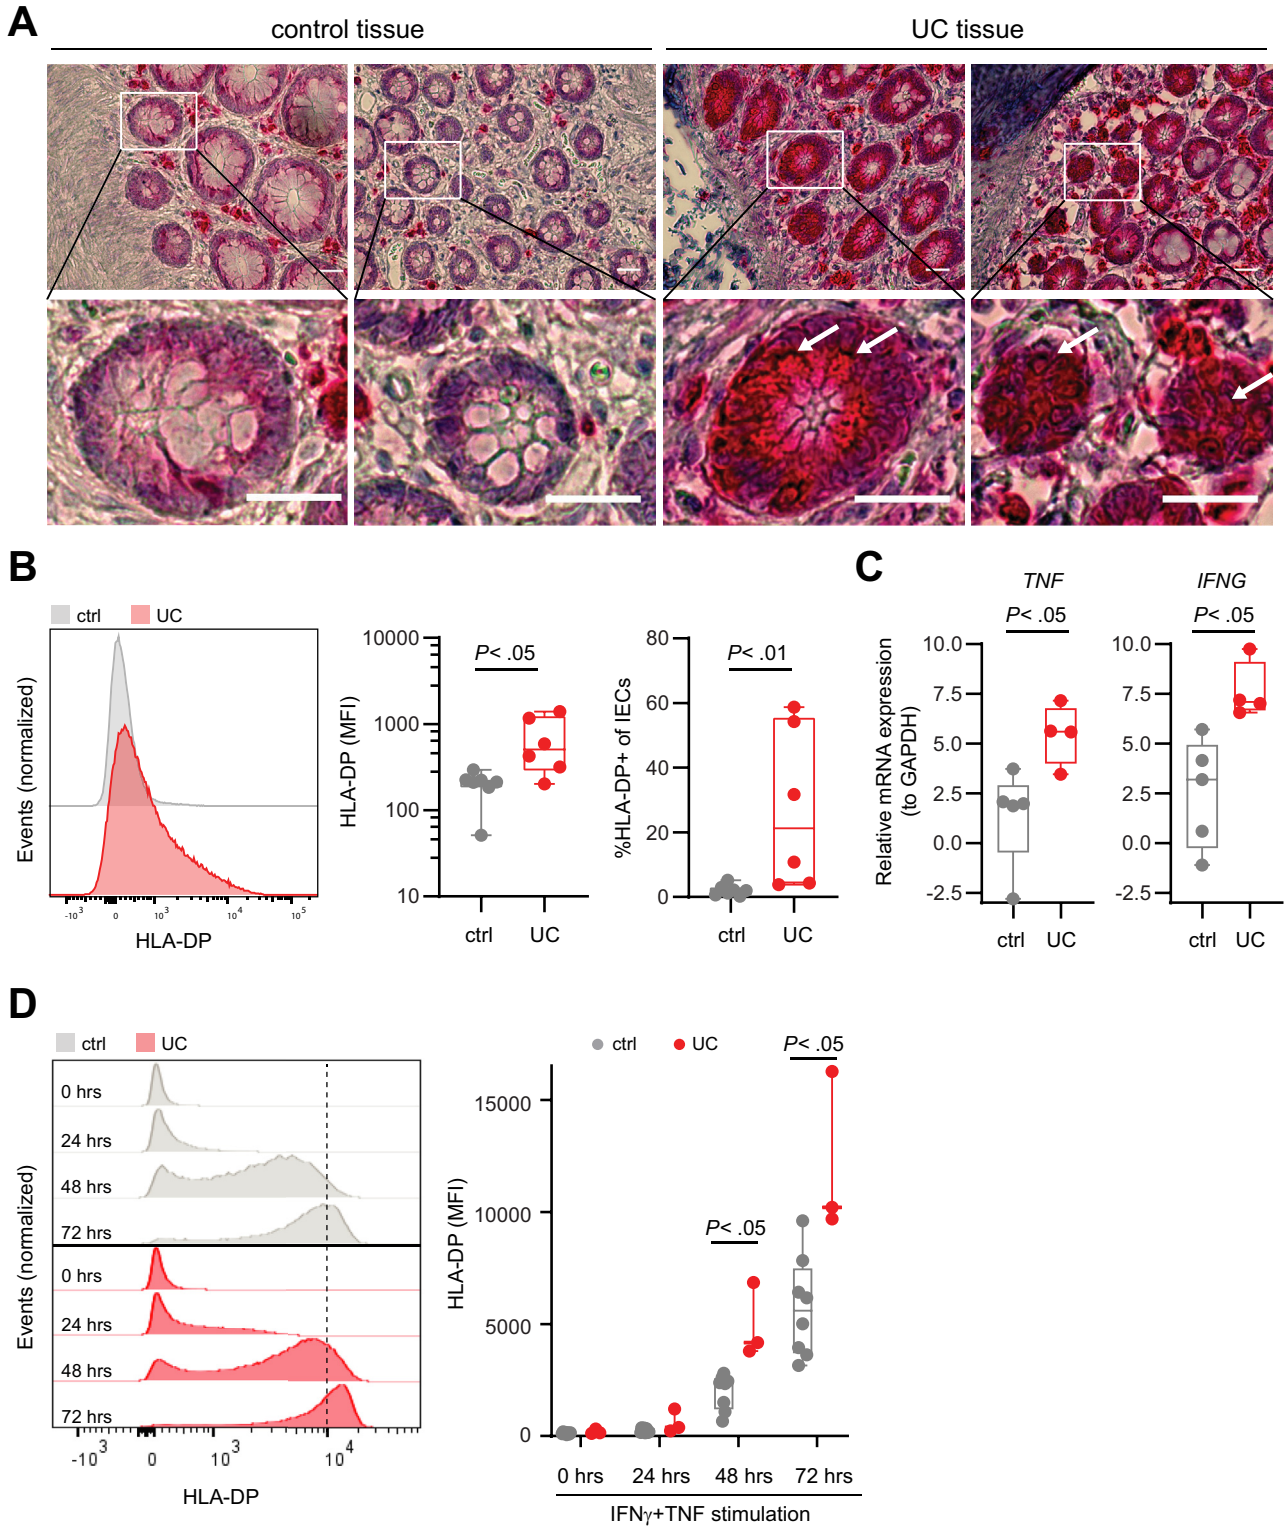 A
control tissue
UC tissue
B
ctrl
UC
Events (normalized)
-10³ 0 10³ 10⁴ 10⁵
HLA-DP
HLA-DP (MFI)
10000
1000
100
10
P< .05
ctrl
UC
%HLA-DP+ of IECs
80
60
40
20
0
P< .01
ctrl
UC
C
Relative mRNA expression
(to GAPDH)
TNF
P< .05
10.0
7.5
5.0
2.5
0.0
-2.5
ctrl
UC
IFNG
P< .05
10.0
7.5
5.0
2.5
0.0
-2.5
ctrl
UC
D
ctrl
UC
Events (normalized)
0 hrs
24 hrs
48 hrs
72 hrs
0 hrs
24 hrs
48 hrs
72 hrs
-10³ 0 10³ 10⁴
HLA-DP
ctrl
UC
HLA-DP (MFI)
15000
10000
5000
0
P< .05
P< .05
0 hrs 24 hrs 48 hrs 72 hrs
IFNγ+TNF stimulation